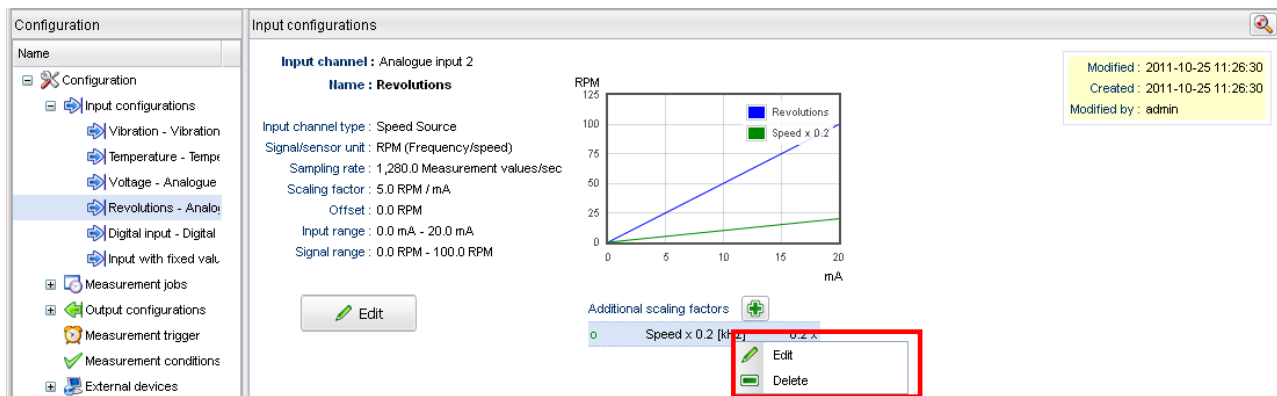 Configuration
Name
Configuration
Input configurations
Vibration - Vibration
Temperature - Tempe
Voltage - Analogue
Revolutions - Analog
Digital input - Digital
Input with fixed valu
Measurement jobs
Output configurations
Measurement trigger
Measurement conditions
External devices
Input configurations
Input channel : Analogue input 2
Name : Revolutions
Input channel type : Speed Source
Signal/sensor unit : RPM (Frequency/speed)
Sampling rate : 1,280.0 Measurement values/sec
Scaling factor : 5.0 RPM / mA
Offset : 0.0 RPM
Input range : 0.0 mA - 20.0 mA
Signal range : 0.0 RPM - 100.0 RPM
Edit
RPM
125
100
75
50
25
0
0 5 10 15 20
mA
Revolutions
Speed x 0.2
Additional scaling factors
o Speed x 0.2 [kHz] 0.2 x
Edit
Delete
Modified : 2011-10-25 11:26:30
Created : 2011-10-25 11:26:30
Modified by : admin